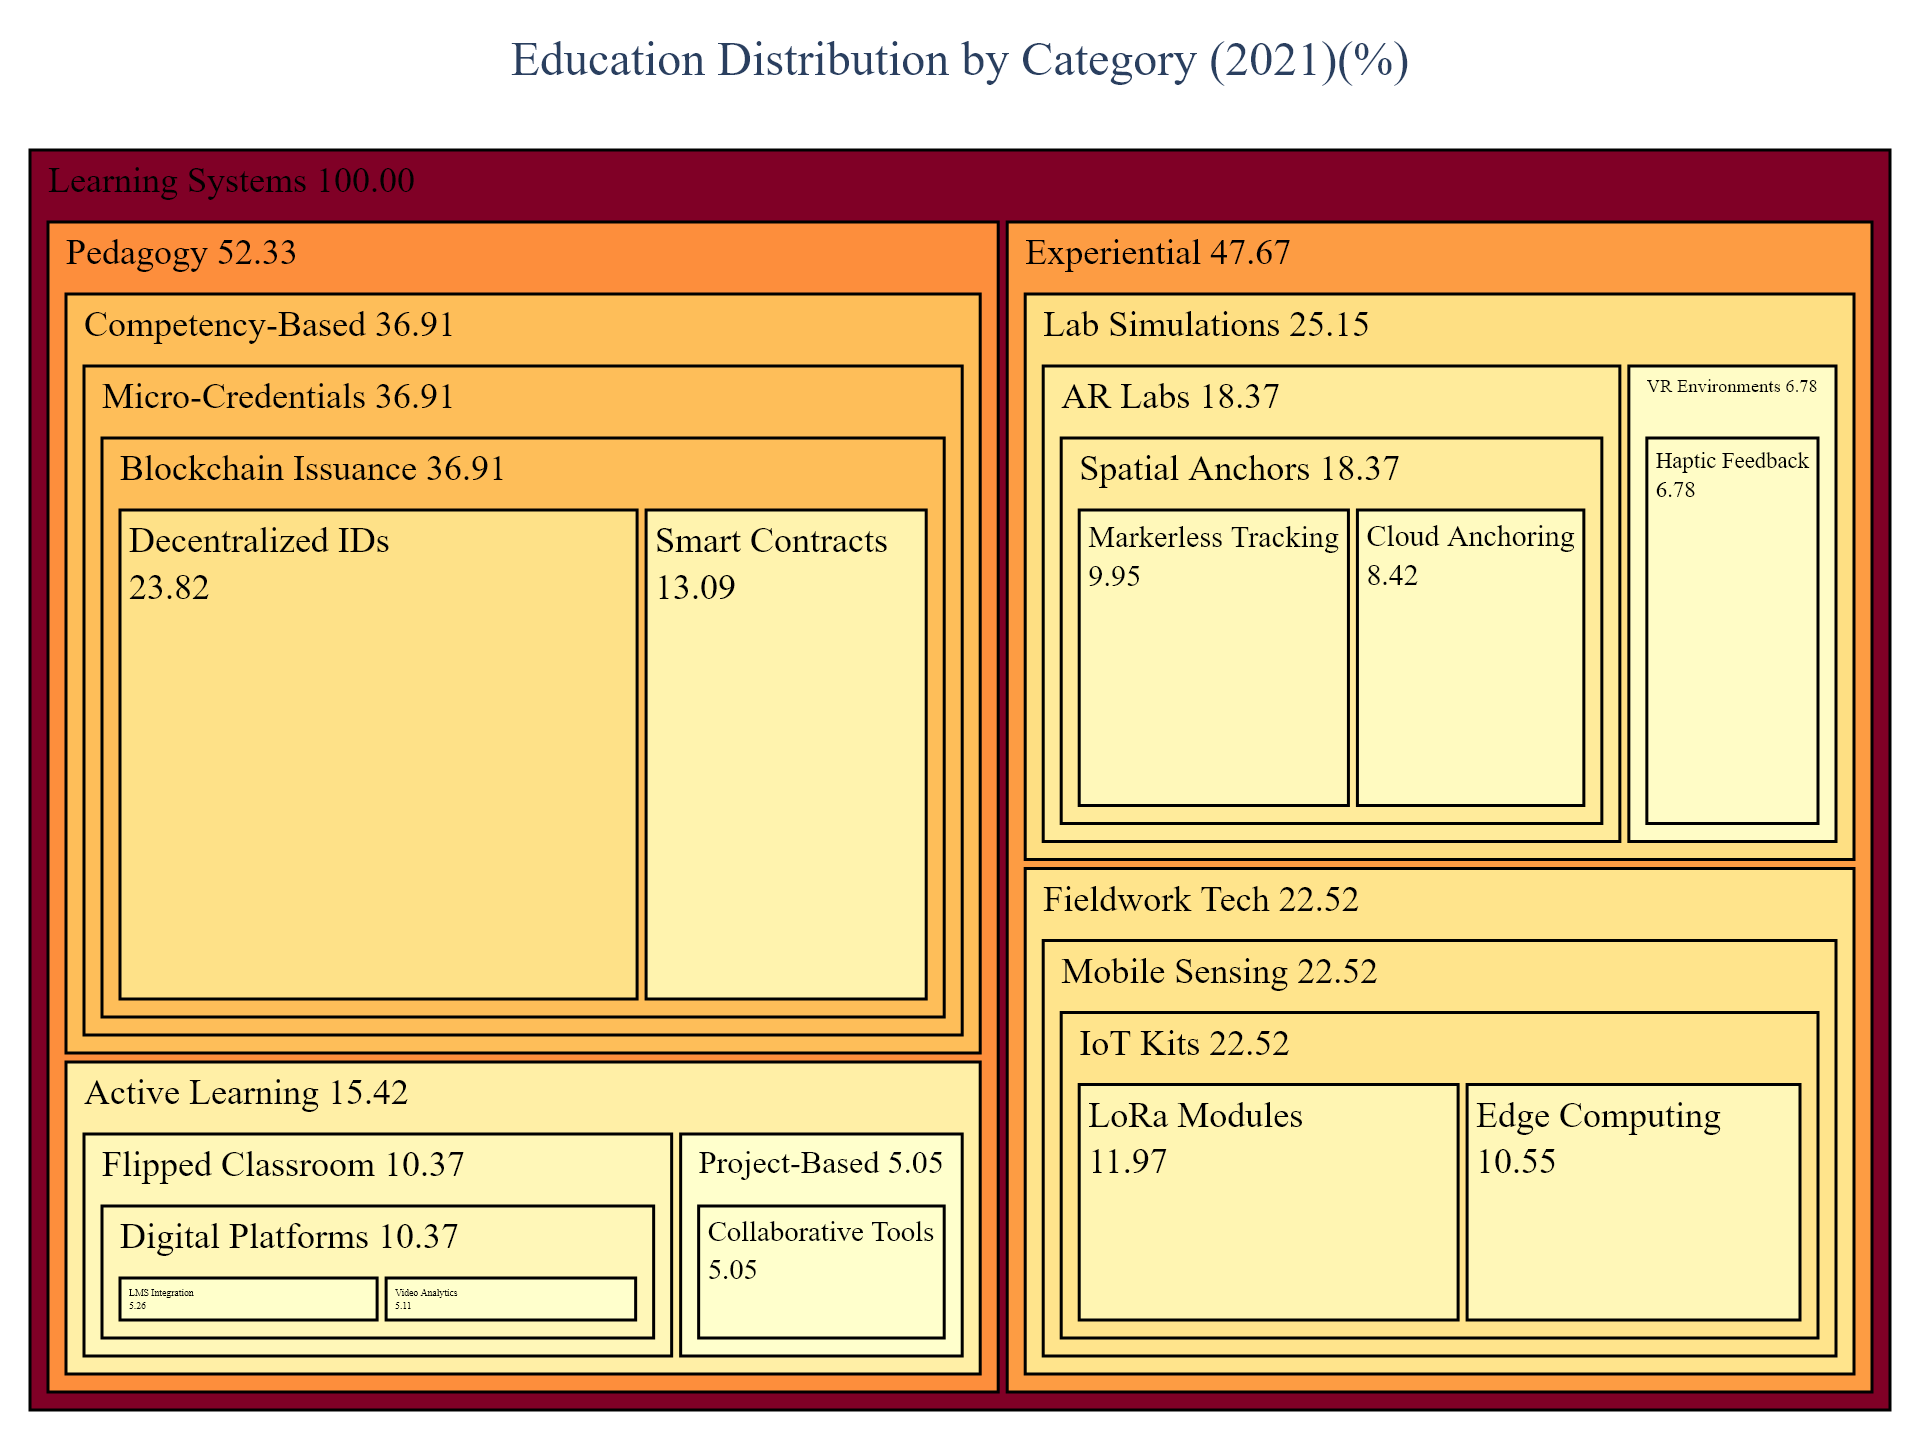 Education Distribution by Category (2021)(%)
Learning Systems 100.00
Pedagogy 52.33
Competency-Based 36.91
Micro-Credentials 36.91
Blockchain Issuance 36.91
Decentralized IDs
23.82
Smart Contracts
13.09
Active Learning 15.42
Flipped Classroom 10.37
Digital Platforms 10.37
LMS Integration
5.26
Video Analytics
5.11
Project-Based 5.05
Collaborative Tools
5.05
Experiential 47.67
Lab Simulations 25.15
AR Labs 18.37
Spatial Anchors 18.37
Markerless Tracking
9.95
Cloud Anchoring
8.42
VR Environments 6.78
Haptic Feedback
6.78
Fieldwork Tech 22.52
Mobile Sensing 22.52
IoT Kits 22.52
LoRa Modules
11.97
Edge Computing
10.55